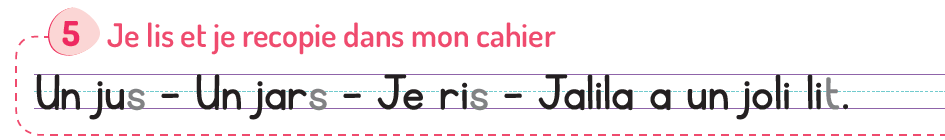 5 Je lis et je recopie dans mon cahier
Un jus – Un jars – Je ris – Jalila a un joli lit.